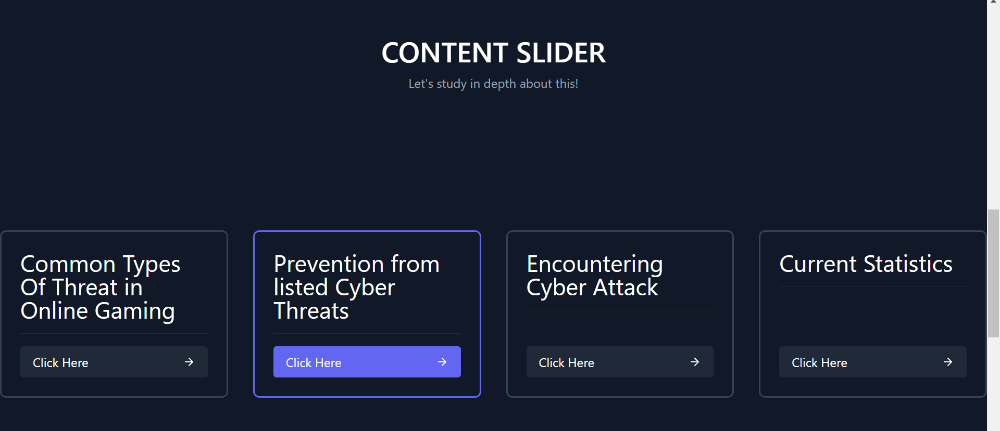 CONTENT SLIDER
Let's study in depth about this!
Common Types
Of Threat in
Online Gaming
Click Here
Prevention from
listed Cyber
Threats
Click Here
Encountering
Cyber Attack
Click Here
Current Statistics
Click Here